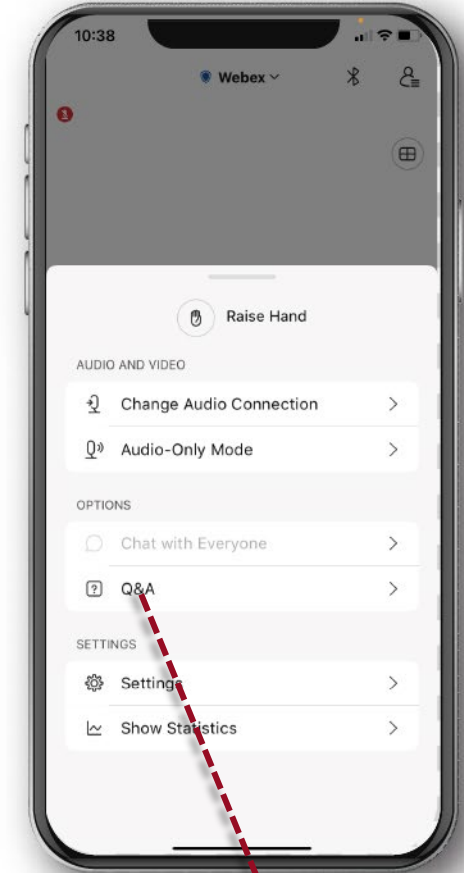 10:38
Webex
1
Raise Hand
AUDIO AND VIDEO
Change Audio Connection
Audio-Only Mode
OPTIONS
Chat with Everyone
Q&A
SETTINGS
Settings
Show Statistics